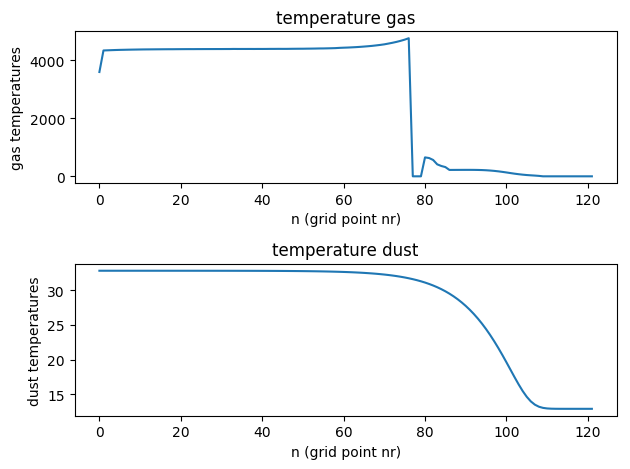 temperature gas
gas temperatures
4000
2000
0
0 20 40 60 80 100 120
n (grid point nr)
temperature dust
dust temperatures
30
25
20
15
0 20 40 60 80 100 120
n (grid point nr)